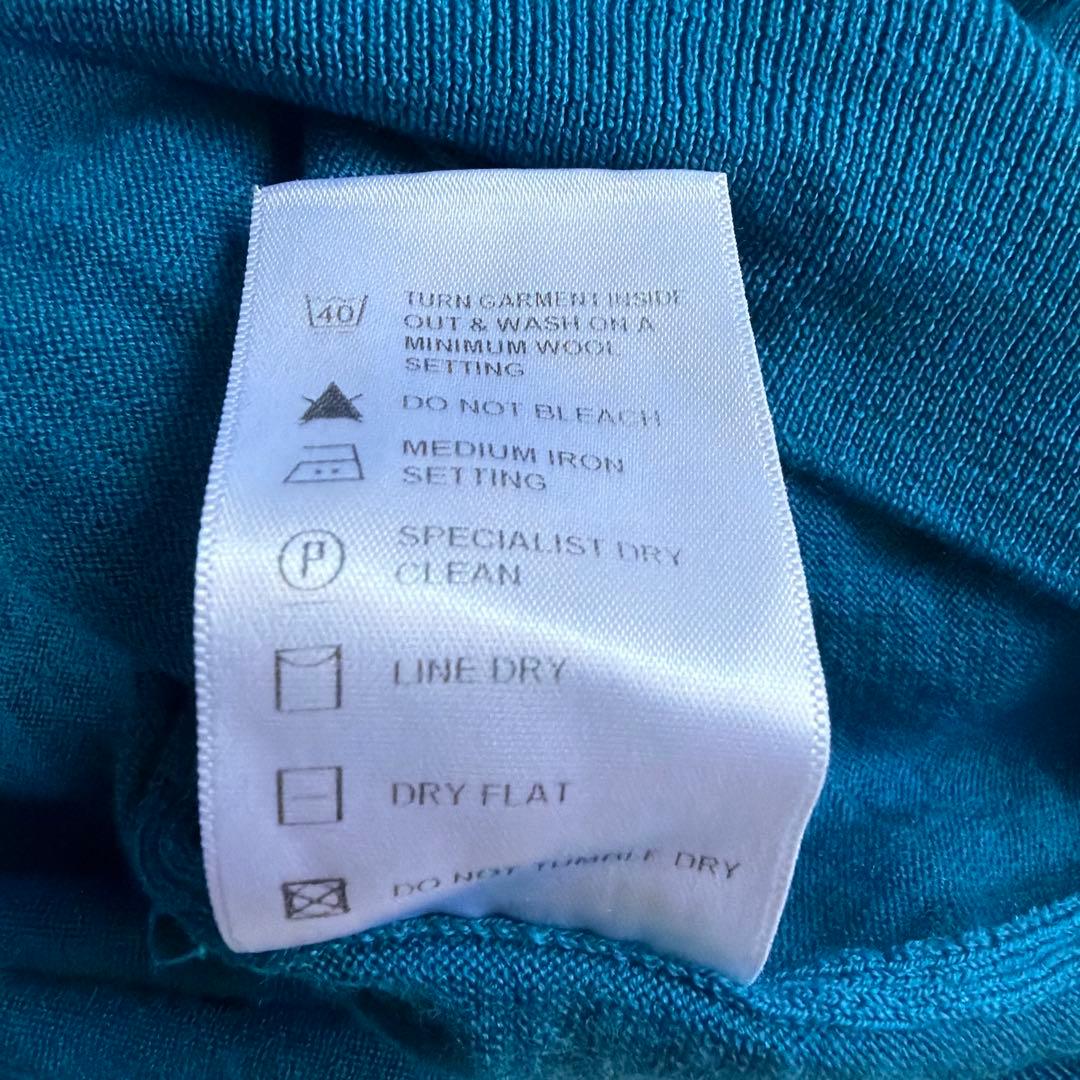 40
TURN GARMENT INSIDE
OUT & WASH ON A
MINIMUM WOOL
SETTING
DO NOT BLEACH
MEDIUM IRON
SETTING
P
SPECIALIST DRY
CLEAN
LINE DRY
DRY FLAT
DO NOT TUMBLE DRY